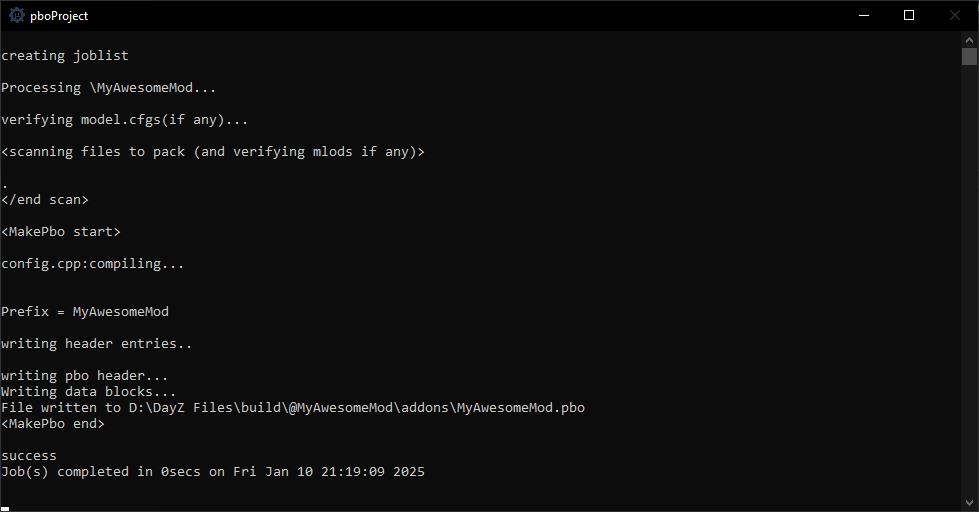 pboProject
creating joblist
Processing \MyAwesomeMod...
verifying model.cfgs(if any)...
<scanning files to pack (and verifying mlods if any)>
.
</end scan>
<MakePbo start>
config.cpp:compiling...
Prefix = MyAwesomeMod
writing header entries..
writing pbo header...
Writing data blocks...
File written to D:\DayZ Files\build\@MyAwesomeMod\addons\MyAwesomeMod.pbo
<MakePbo end>
success
Job(s) completed in 0secs on Fri Jan 10 21:19:09 2025